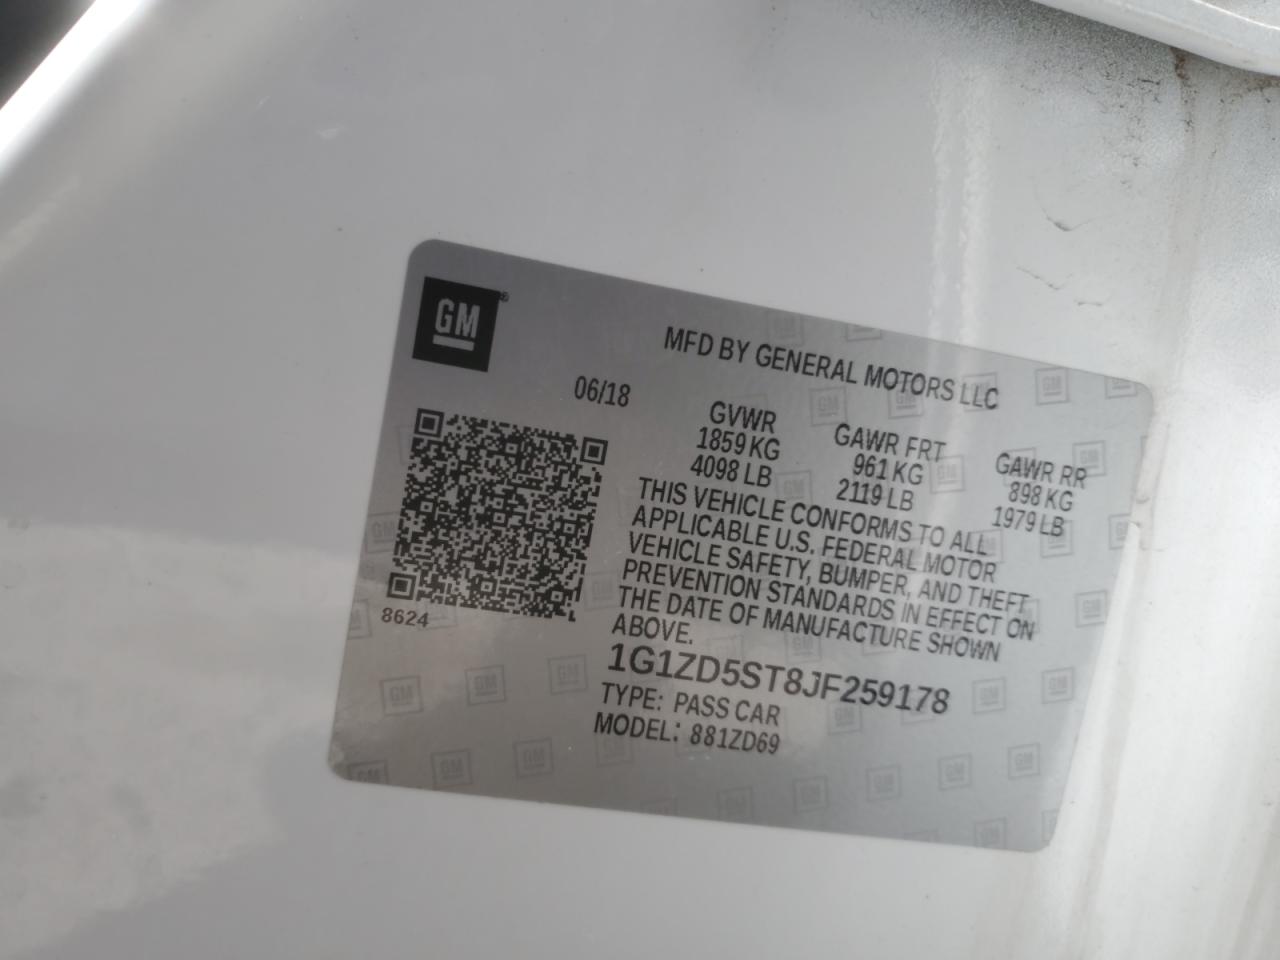 GM
MFD BY GENERAL MOTORS LLC
06/18
GVWR GAWR FRT GAWR RR
1859 KG 961 KG 898 KG
4098 LB 2119 LB 1979 LB
THIS VEHICLE CONFORMS TO ALL
APPLICABLE U.S. FEDERAL MOTOR
VEHICLE SAFETY, BUMPER, AND THEFT
PREVENTION STANDARDS IN EFFECT ON
THE DATE OF MANUFACTURE SHOWN
ABOVE.
8624
1G1ZD5ST8JF259178
TYPE: PASS CAR
MODEL: 881ZD69